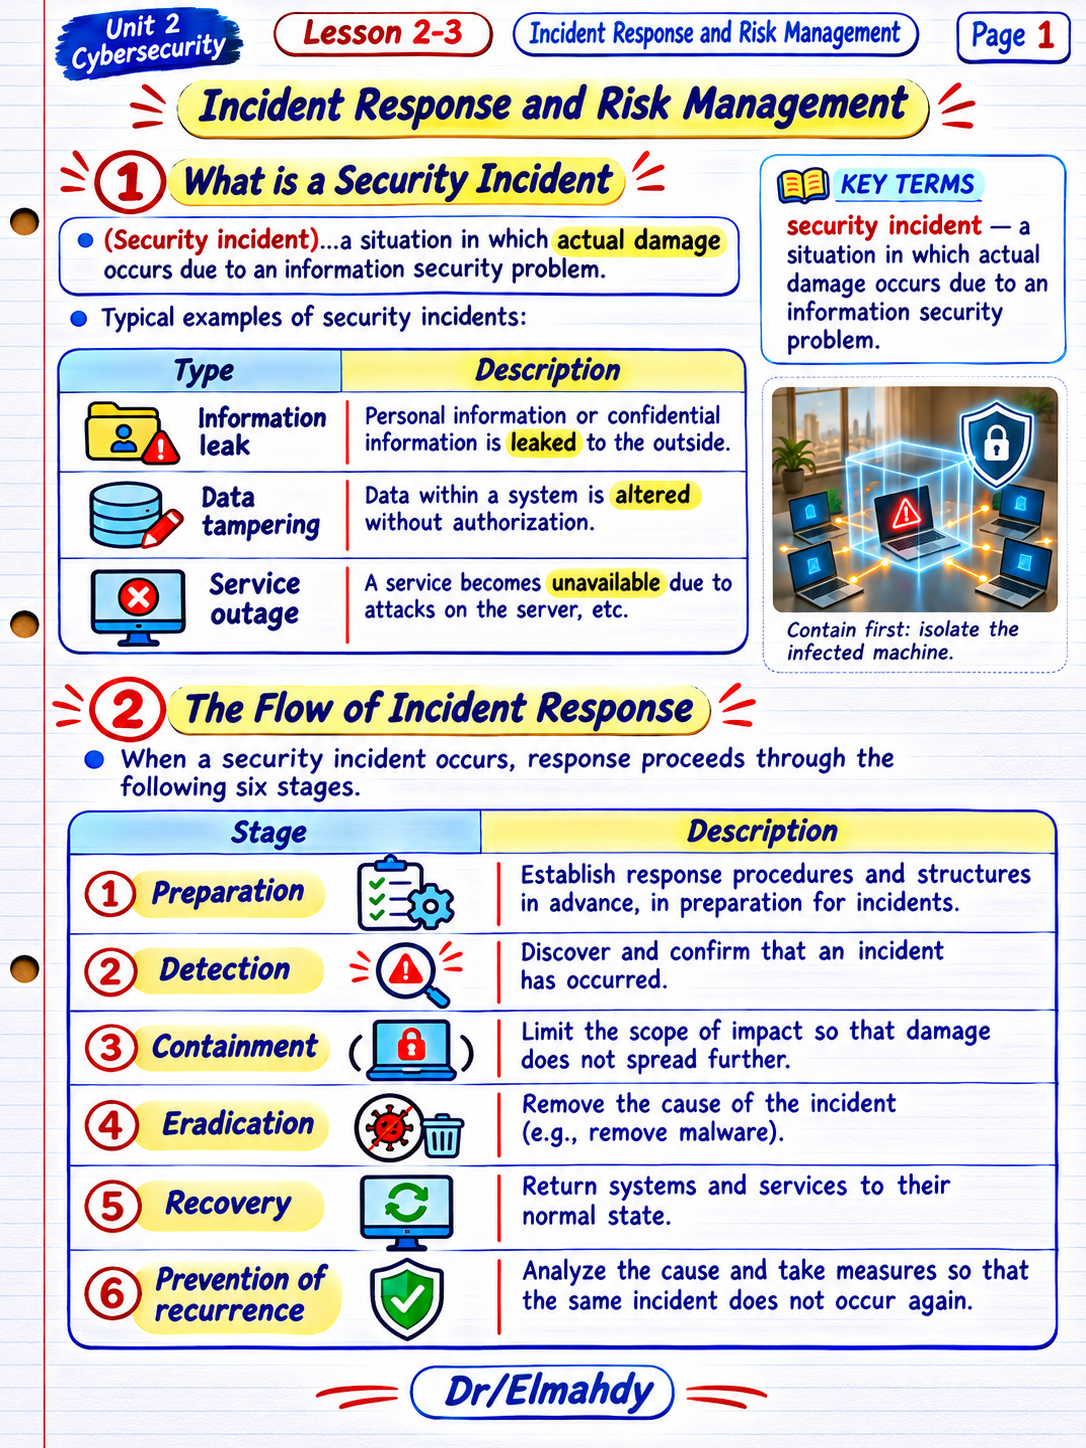 Unit 2
Cybersecurity
Lesson 2-3
Incident Response and Risk Management
Page 1
Incident Response and Risk Management
1 What is a Security Incident
(Security incident)...a situation in which actual damage
occurs due to an information security problem.
Typical examples of security incidents:
KEY TERMS
security incident — a
situation in which actual
damage occurs due to an
information security
problem.
Type
Description
Information
leak
Personal information or confidential
information is leaked to the outside.
Data
tampering
Data within a system is altered
without authorization.
Service
outage
A service becomes unavailable due to
attacks on the server, etc.
Contain first: isolate the
infected machine.
2 The Flow of Incident Response
When a security incident occurs, response proceeds through the
following six stages.
Stage
Description
1 Preparation
Establish response procedures and structures
in advance, in preparation for incidents.
2 Detection
Discover and confirm that an incident
has occurred.
3 Containment
Limit the scope of impact so that damage
does not spread further.
4 Eradication
Remove the cause of the incident
(e.g., remove malware).
5 Recovery
Return systems and services to their
normal state.
6 Prevention of
recurrence
Analyze the cause and take measures so that
the same incident does not occur again.
Dr/Elmahdy